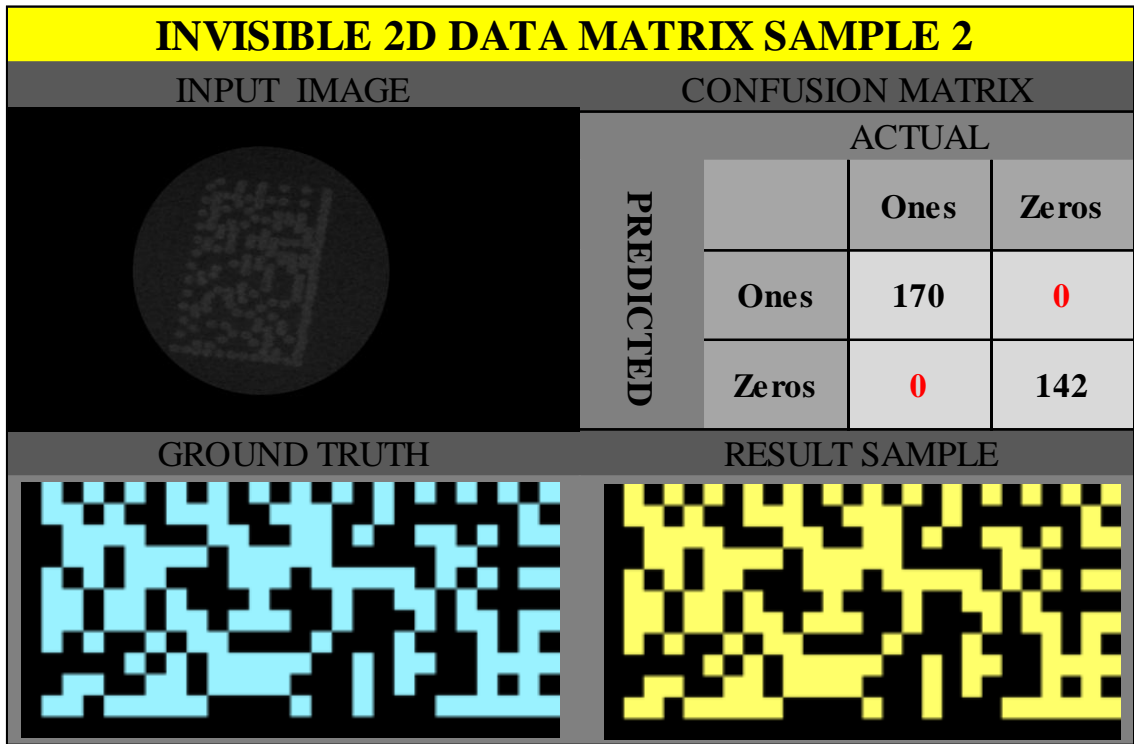 INVISIBLE 2D DATA MATRIX SAMPLE 2
INPUT IMAGE
CONFUSION MATRIX
ACTUAL
PREDICTED
Ones Zeros
Ones 170 0
Zeros 0 142
GROUND TRUTH
RESULT SAMPLE